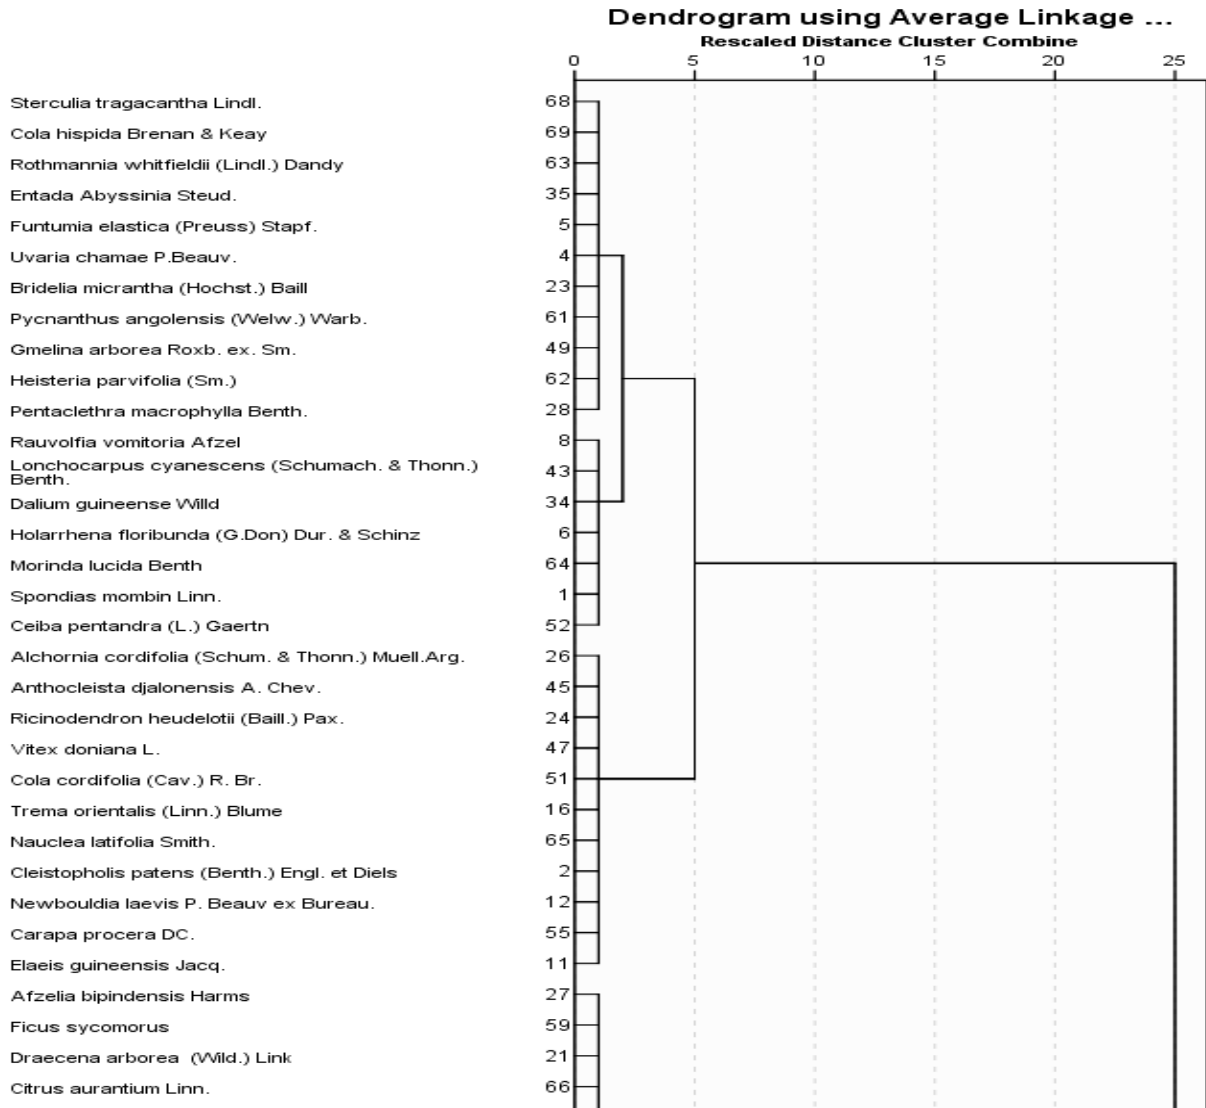 Dendrogram using Average Linkage ...
Rescaled Distance Cluster Combine
0 5 10 15 20 25
Sterculia tragacantha Lindl. 68
Cola hispida Brenan & Keay 69
Rothmannia whitfieldii (Lindl.) Dandy 63
Entada Abyssinia Steud. 35
Funtumia elastica (Preuss) Stapf. 5
Uvaria chamae P.Beauv. 4
Bridelia micrantha (Hochst.) Baill 23
Pycnanthus angolensis (Welw.) Warb. 61
Gmelina arborea Roxb. ex. Sm. 49
Heisteria parvifolia (Sm.) 62
Pentaclethra macrophylla Benth. 28
Rauvolfia vomitoria Afzel 8
Lonchocarpus cyanescens (Schumach. & Thonn.) 43
Benth.
Dalium guineense Willd 34
Holarrhena floribunda (G.Don) Dur. & Schinz 6
Morinda lucida Benth 64
Spondias mombin Linn. 1
Ceiba pentandra (L.) Gaertn 52
Alchornia cordifolia (Schum. & Thonn.) Muell.Arg. 26
Anthocleista djalonensis A. Chev. 45
Ricinodendron heudelotii (Baill.) Pax. 24
Vitex doniana L. 47
Cola cordifolia (Cav.) R. Br. 51
Trema orientalis (Linn.) Blume 16
Nauclea latifolia Smith. 65
Cleistopholis patens (Benth.) Engl. et Diels 2
Newbouldia laevis P. Beauv ex Bureau. 12
Carapa procera DC. 55
Elaeis guineensis Jacq. 11
Afzelia bipindensis Harms 27
Ficus sycomorus 59
Draecena arborea (Wild.) Link 21
Citrus aurantium Linn. 66